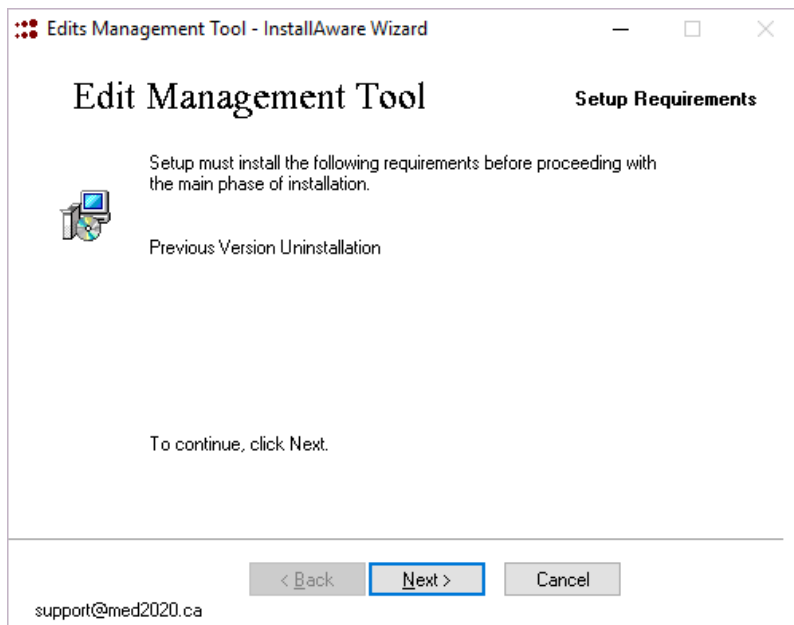 Edits Management Tool - InstallAware Wizard
Edit Management Tool
Setup Requirements
Setup must install the following requirements before proceeding with
the main phase of installation.
Previous Version Uninstallation
To continue, click Next.
< Back
Next >
Cancel
support@med2020.ca